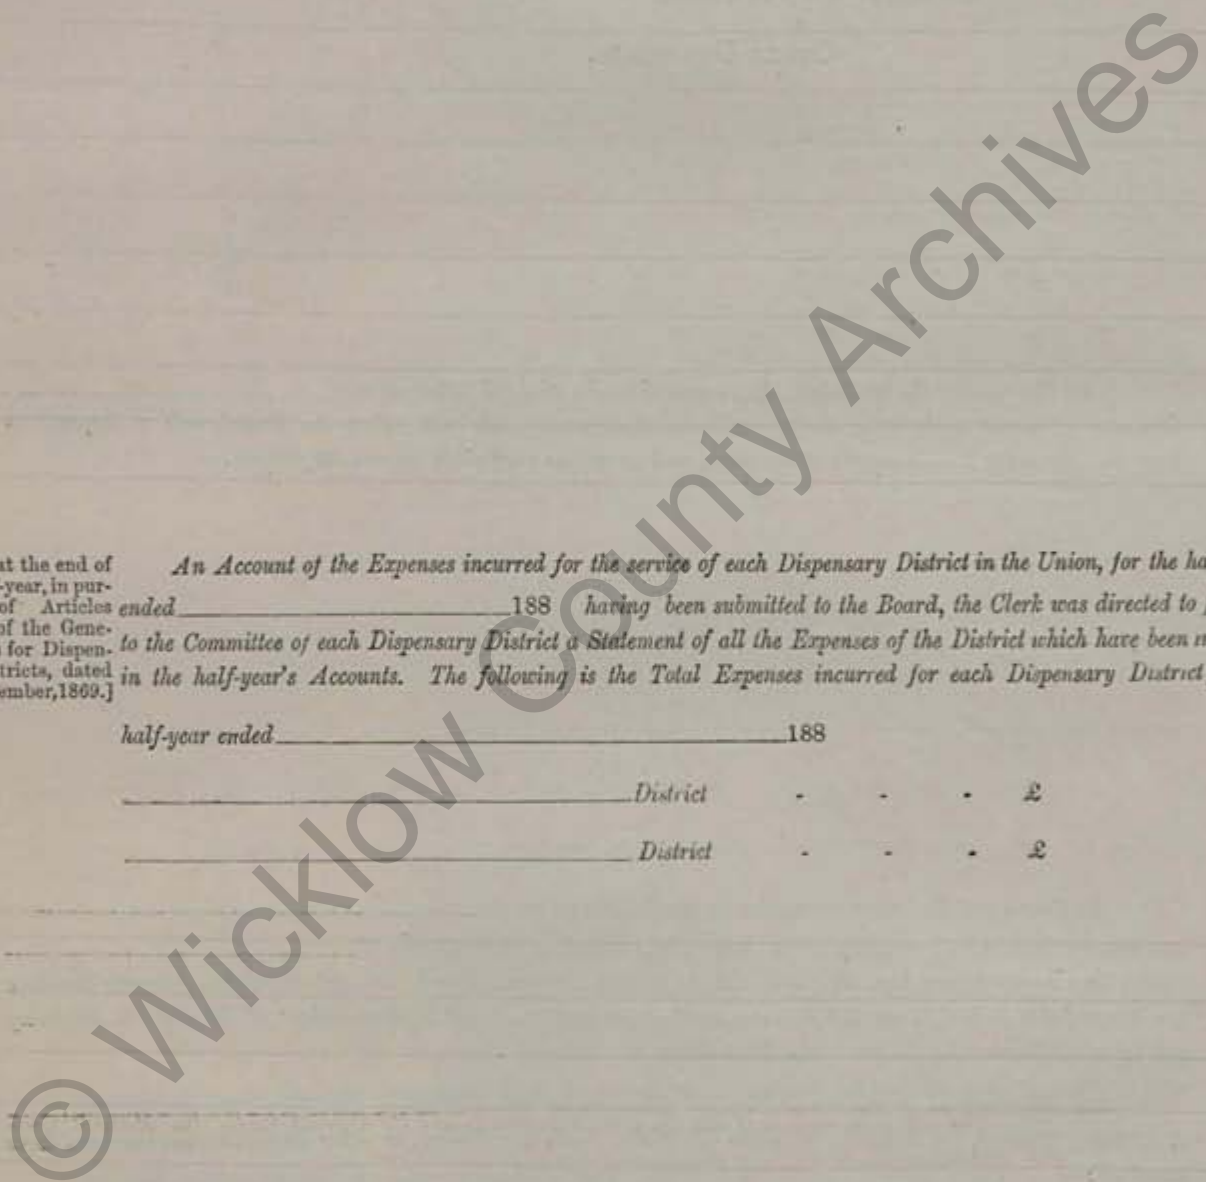 at the end of
-year, in pur-
of Articles
of the Gene-
for Dispen-
tricts, dated
ember, 1869.]
An Account of the Expenses incurred for the service of each Dispensary District in the Union, for the ha
ended 188 having been submitted to the Board, the Clerk was directed to
to the Committee of each Dispensary District a Statement of all the Expenses of the District which have been
in the half-year's Accounts. The following is the Total Expenses incurred for each Dispensary District
half-year ended 188
District - - - £
District - - - £
© Wicklow County Archives